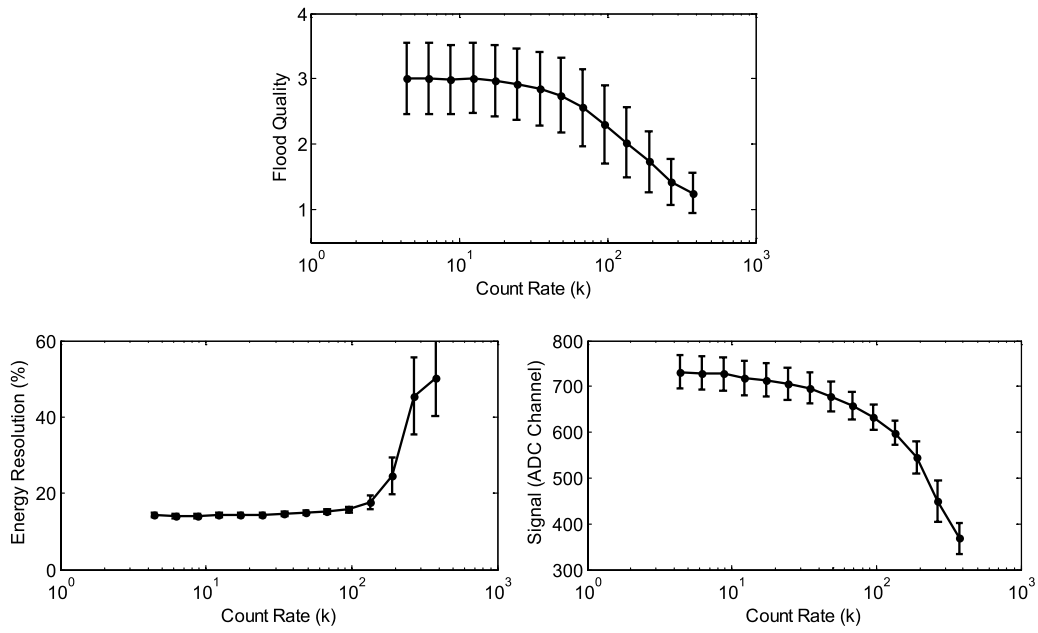 4
3
2
1
Flood Quality
10^0 10^1 10^2 10^3
Count Rate (k)
60
40
20
0
Energy Resolution (%)
10^0 10^1 10^2 10^3
Count Rate (k)
800
700
600
500
400
300
Signal (ADC Channel)
10^0 10^1 10^2 10^3
Count Rate (k)